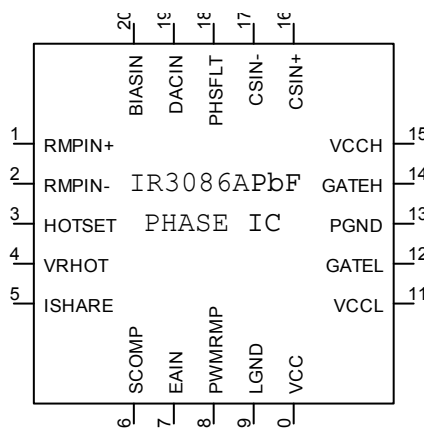 20 19 18 17 16
BIASIN DACIN PHSFLT CSIN- CSIN+
1 RMPIN+
2 RMPIN-
3 HOTSET
4 VRHOT
5 ISHARE
IR3086APbF
PHASE IC
VCCH 15
GATEH 14
PGND 13
GATEL 12
VCCL 11
SCOMP EAIN PWMRMP LGND VCC
6 7 8 9 0